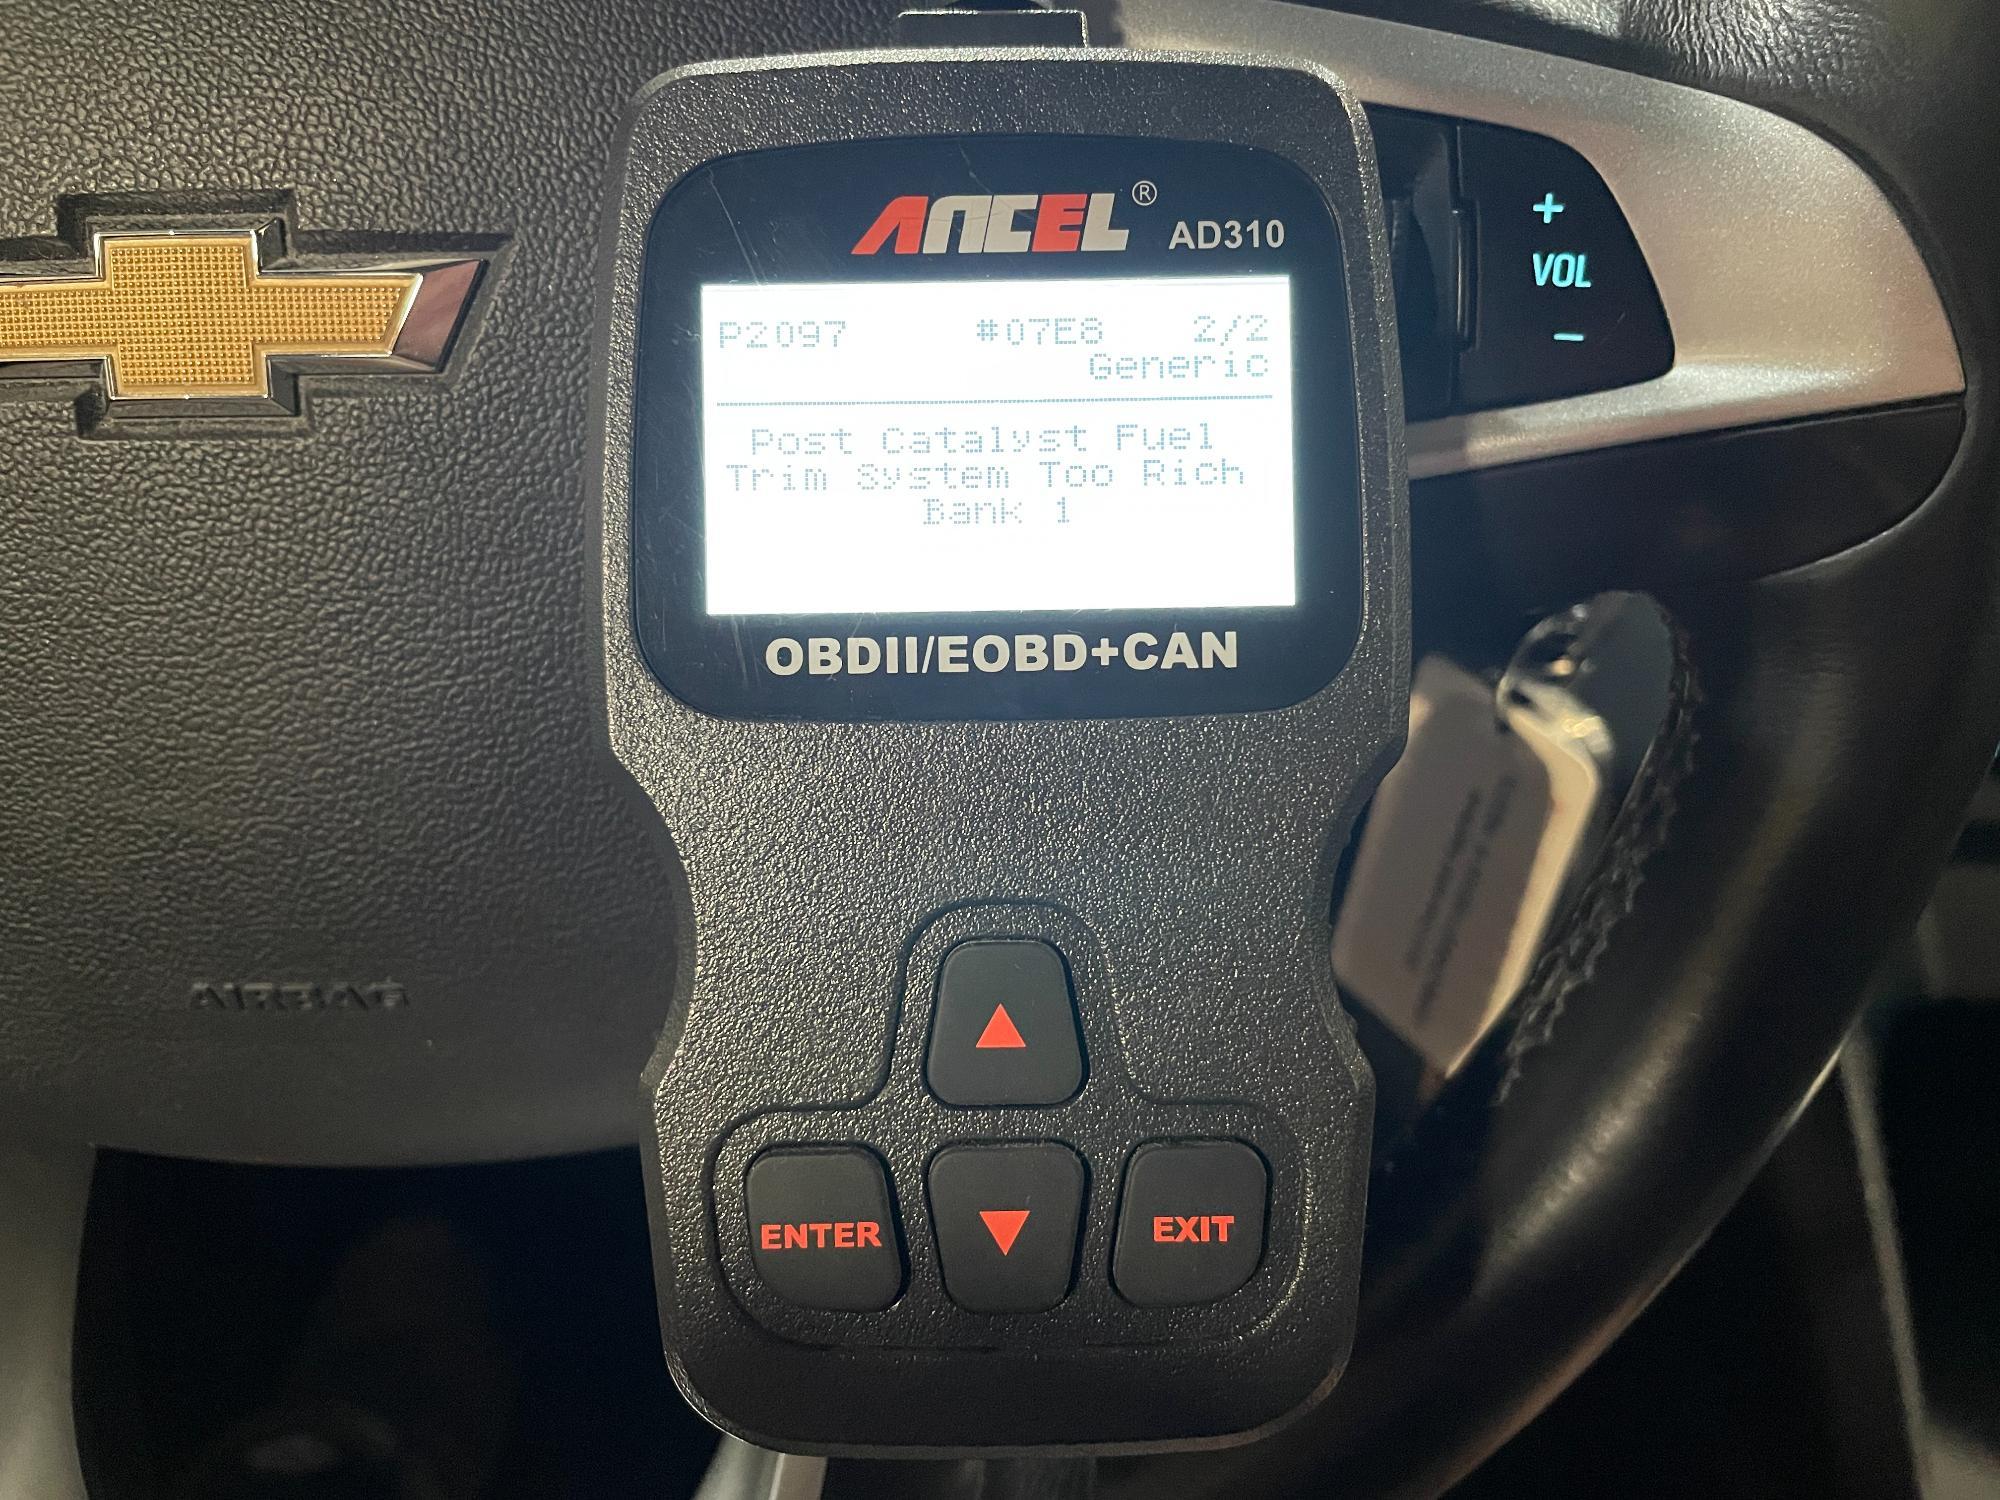 ANCEL® AD310
P2097 #07E8 2/2
Generic
Post Catalyst Fuel
Trim System Too Rich
Bank 1
OBDII/EOBD+CAN
+
VOL
−
AIRBAG
ENTER
EXIT